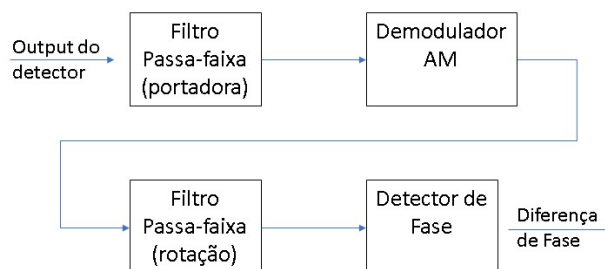 Output do
detector
Filtro
Passa-faixa
(portadora)
Demodulador
AM
Filtro
Passa-faixa
(rotação)
Detector de
Fase
Diferença
de Fase